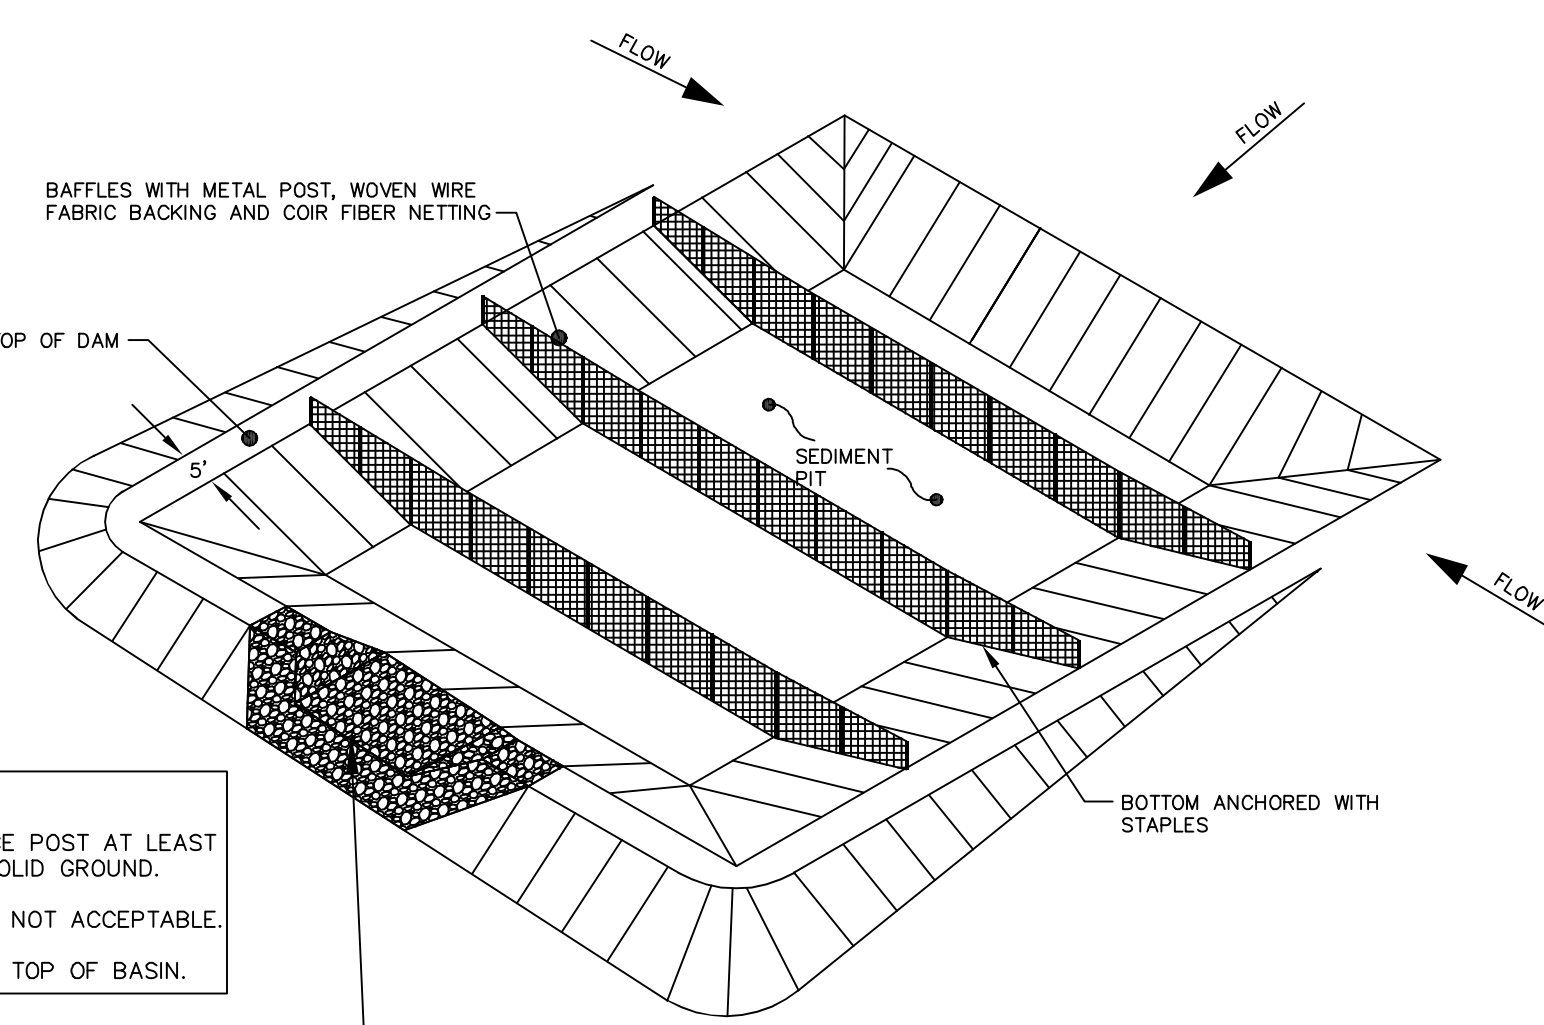 FLOW
FLOW
BAFFLES WITH METAL POST, WOVEN WIRE
FABRIC BACKING AND COIR FIBER NETTING
OP OF DAM
5'
SEDIMENT
PIT
FLOW
BOTTOM ANCHORED WITH
STAPLES
CE POST AT LEAST
OLID GROUND.
NOT ACCEPTABLE.
TOP OF BASIN.